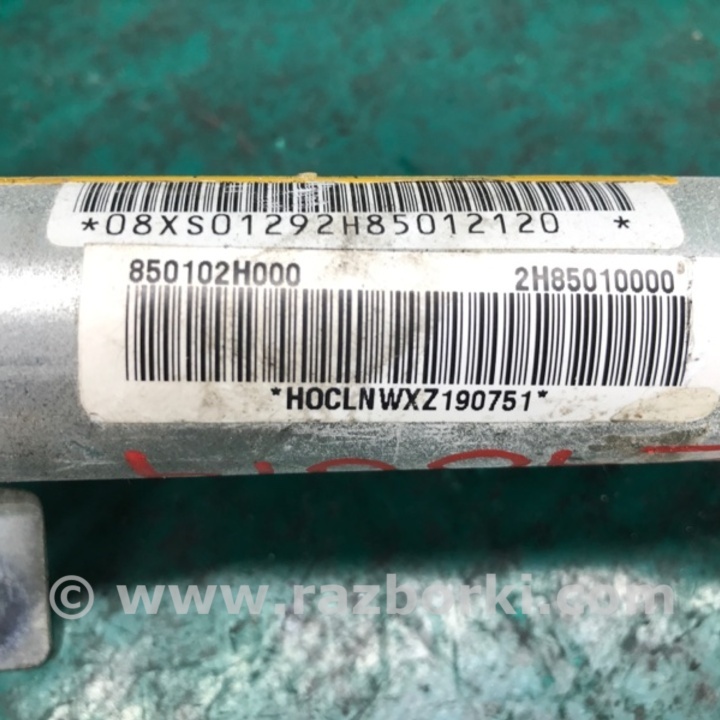 *08XS01292H85012120 *
850102H000 2H85010000
*HOCLNWXZ190751*
© www.razborki.com